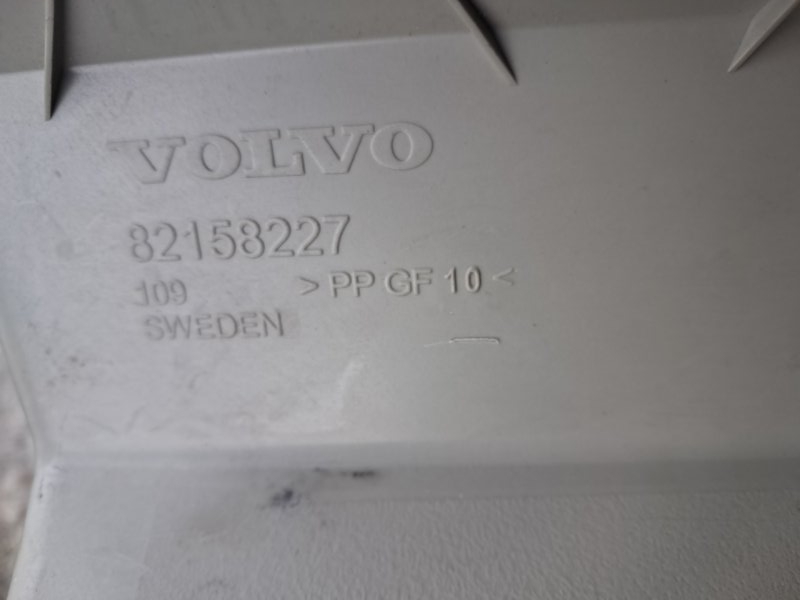 VOLVO
82158227
109 >PP GF 10<
SWEDEN